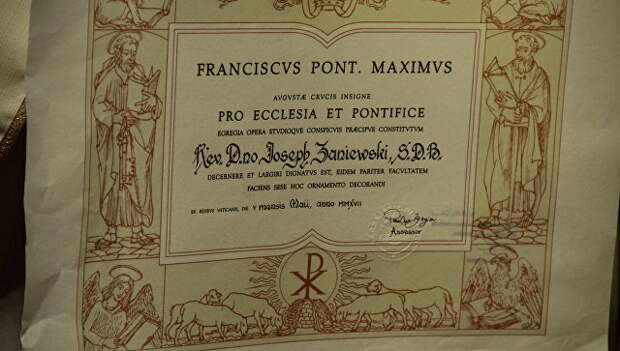 FRANCISCVS PONT. MAXIMVS
AVGVSTÆ CRVCIS INSIGNE
PRO ECCLESIA ET PONTIFICE
EGREGIA OPERA STVDIOQVE CONSPICVIS PRÆCIPVE CONSTITVTVM
Rev. D.no Joseph Zaniewski, S.D.B.
DECERNERE ET LARGIRI DIGNATVS EST, EIDEM PARITER FACVLTATEM
FACIENS SESE HOC ORNAMENTO DECORANDI
EX ÆDIBVS VATICANIS, DIE V mensis Maii, ANNO MMXVII
Assessor